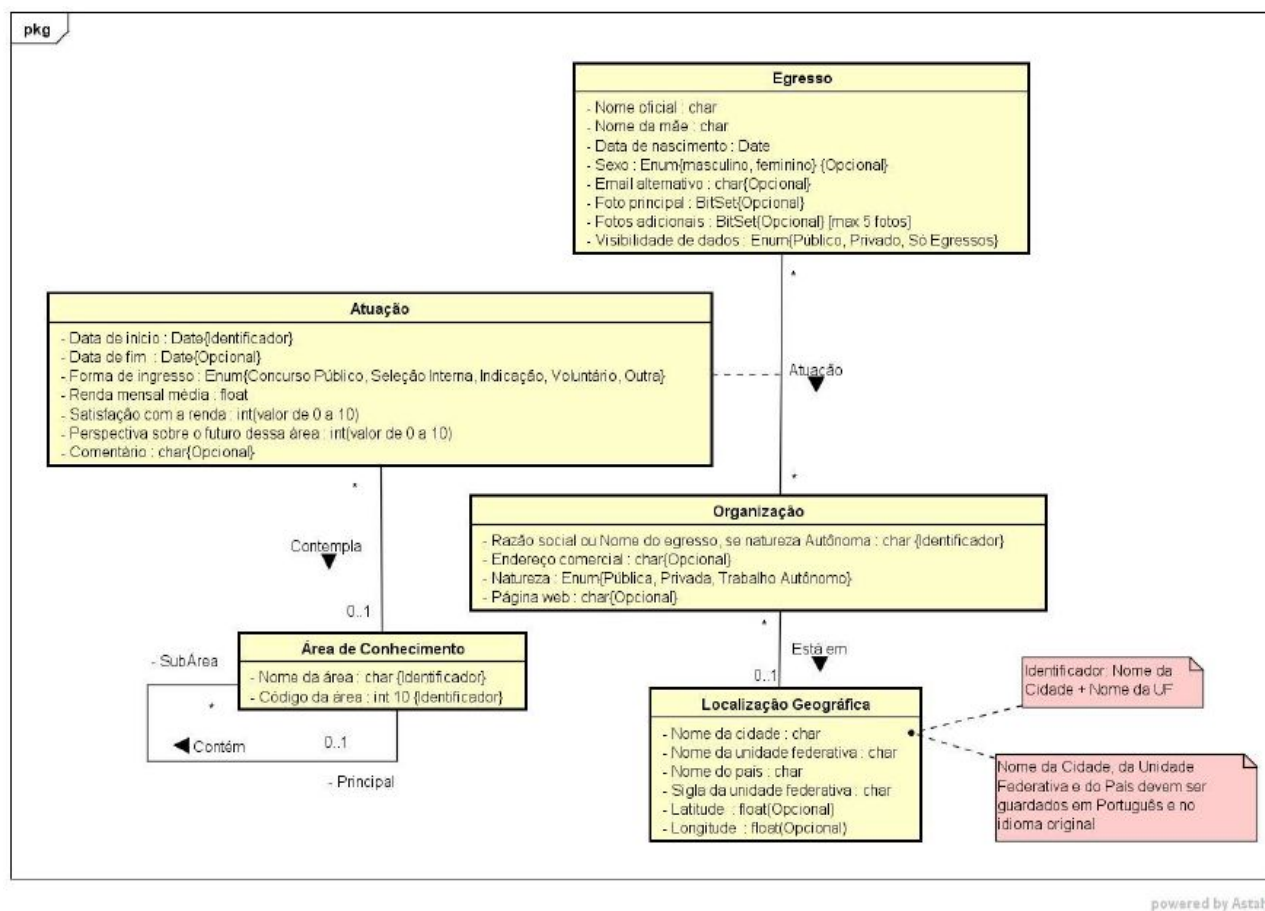 pkg
Egresso
- Nome oficial : char
- Nome da mãe : char
- Data de nascimento : Date
- Sexo : Enum{masculino, feminino} {Opcional}
- Email alternativo : char{Opcional}
- Foto principal : BitSet{Opcional}
- Fotos adicionais : BitSet{Opcional} [max 5 fotos]
- Visibilidade de dados : Enum{Público, Privado, Só Egressos}
*
Atuação
- Data de início : Date{Identificador}
- Data de fim : Date{Opcional}
- Forma de ingresso : Enum{Concurso Público, Seleção Interna, Indicação, Voluntário, Outra}
- Renda mensal média : float
- Satisfação com a renda : int(valor de 0 a 10)
- Perspectiva sobre o futuro dessa área : int(valor de 0 a 10)
- Comentário : char{Opcional}
Atuação
*
*
Organização
- Razão social ou Nome do egresso, se natureza Autônoma : char {Identificador}
- Endereço comercial : char{Opcional}
- Natureza : Enum{Pública, Privada, Trabalho Autônomo}
- Página web : char{Opcional}
Contempla
0..1
*
Está em
0..1
Área de Conhecimento
- Nome da área : char {Identificador}
- Código da área : int 10 {Identificador}
- SubÁrea
*
Contém
0..1
- Principal
Localização Geográfica
- Nome da cidade : char
- Nome da unidade federativa : char
- Nome do país : char
- Sigla da unidade federativa : char
- Latitude : float(Opcional)
- Longitude : float(Opcional)
Identificador: Nome da
Cidade + Nome da UF
Nome da Cidade, da Unidade
Federativa e do País devem ser
guardados em Português e no
idioma original
powered by Astah